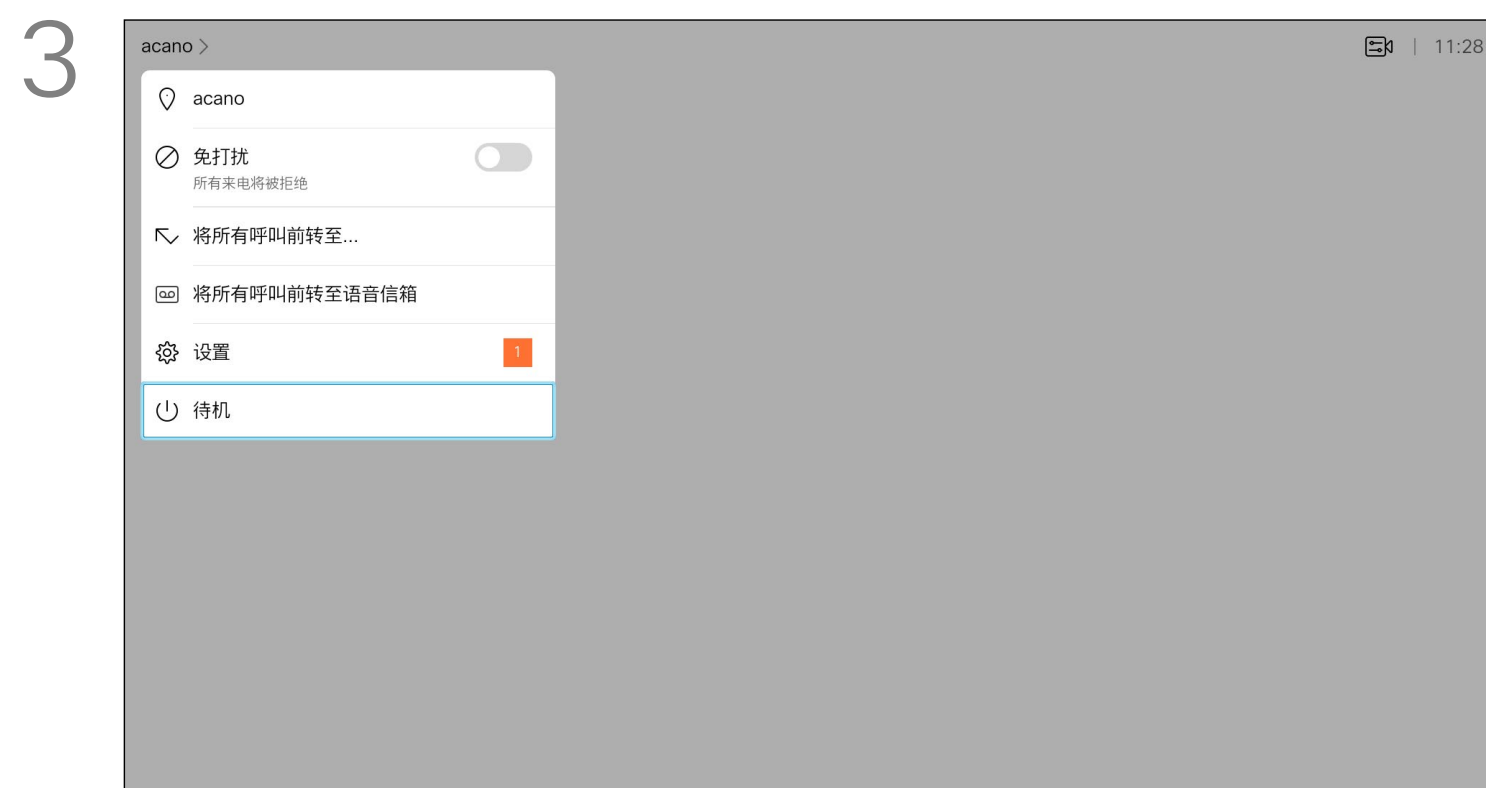 3
acano >
11:28
acano
免打扰
所有来电将被拒绝
将所有呼叫前转至...
将所有呼叫前转至语音信箱
设置
1
待机